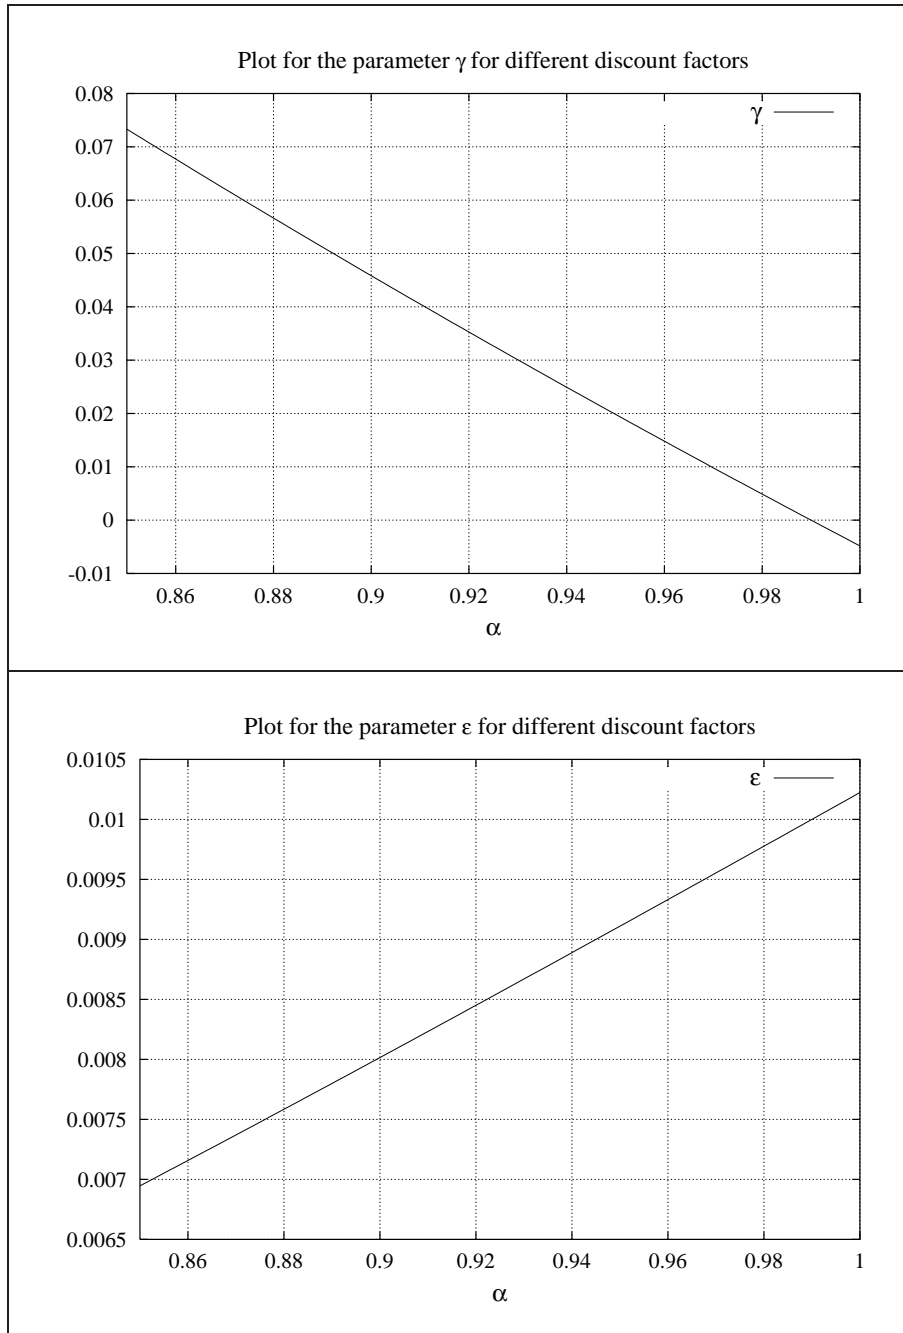 Plot for the parameter γ for different discount factors
0.08
γ
0.07
0.06
0.05
0.04
0.03
0.02
0.01
0
-0.01
0.86 0.88 0.9 0.92 0.94 0.96 0.98 1
α
Plot for the parameter ε for different discount factors
0.0105
ε
0.01
0.0095
0.009
0.0085
0.008
0.0075
0.007
0.0065
0.86 0.88 0.9 0.92 0.94 0.96 0.98 1
α